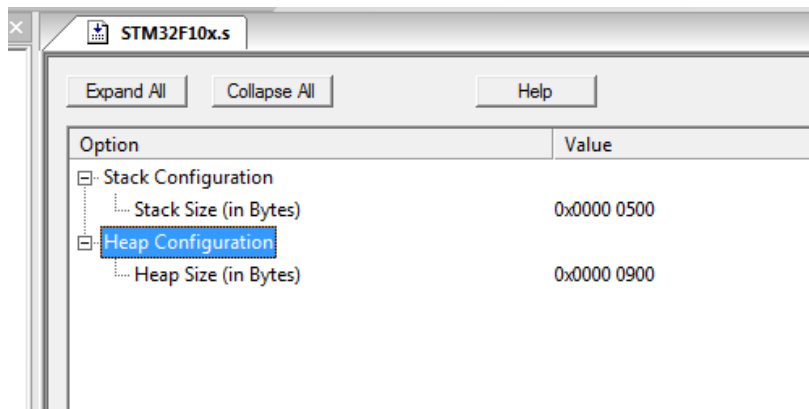 STM32F10x.s
Expand All Collapse All Help
Option Value
Stack Configuration
Stack Size (in Bytes) 0x0000 0500
Heap Configuration
Heap Size (in Bytes) 0x0000 0900